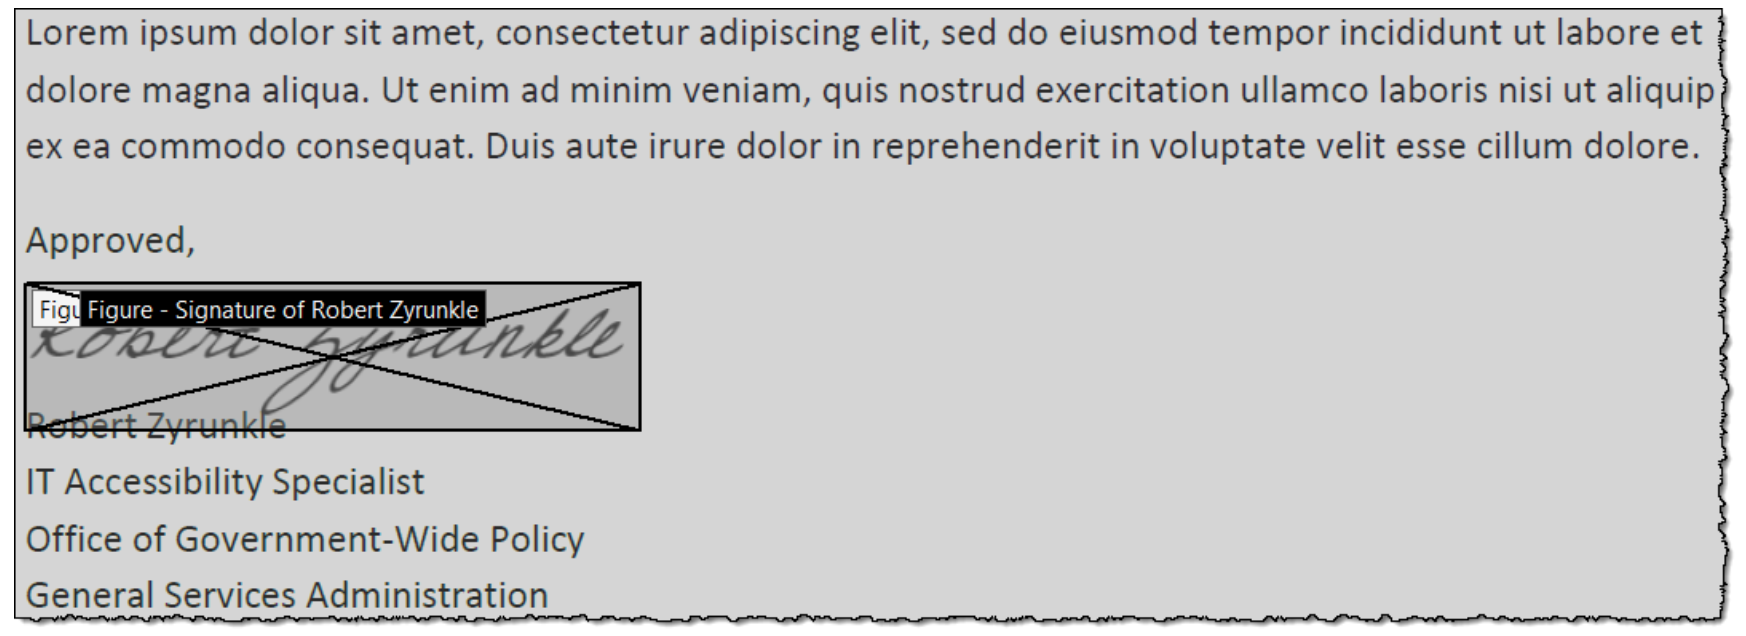 Lorem ipsum dolor sit amet, consectetur adipiscing elit, sed do eiusmod tempor incididunt ut labore et
dolore magna aliqua. Ut enim ad minim veniam, quis nostrud exercitation ullamco laboris nisi ut aliquip
ex ea commodo consequat. Duis aute irure dolor in reprehenderit in voluptate velit esse cillum dolore.
Approved,
Figu Figure - Signature of Robert Zyrunkle
Robert Zyrunkle
Robert Zyrunkle
IT Accessibility Specialist
Office of Government-Wide Policy
General Services Administration